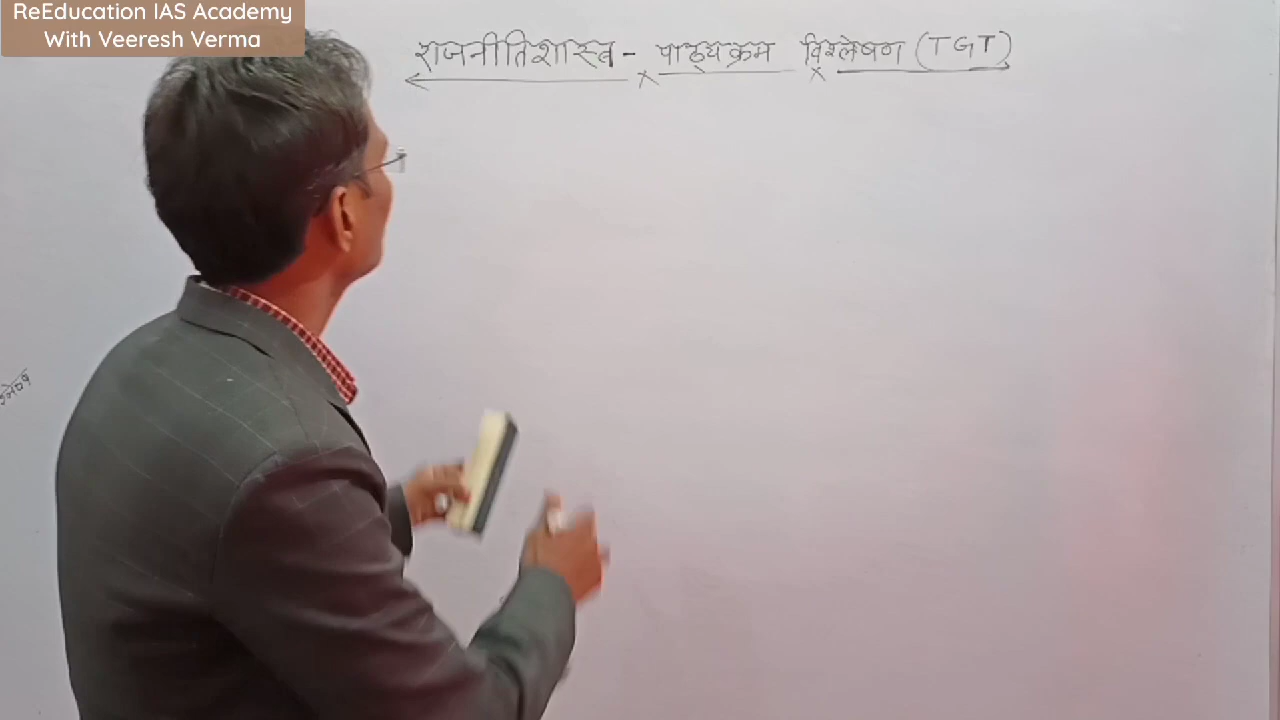 ReEducation IAS Academy
With Veeresh Verma
राजनीतिशास्त्र - पाठ्यक्रम विश्लेषण (TGT)